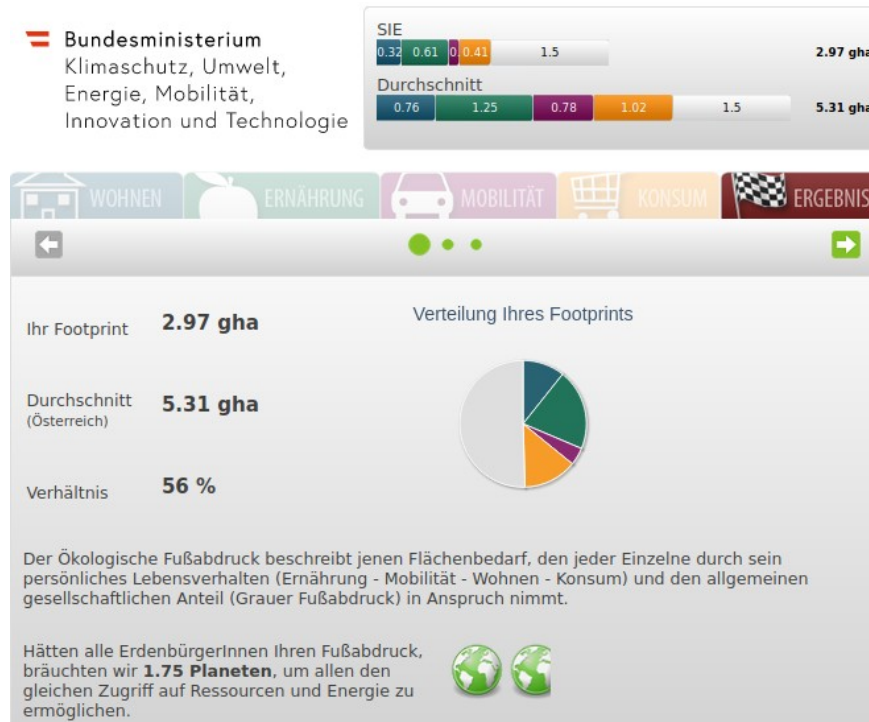 Bundesministerium
Klimaschutz, Umwelt,
Energie, Mobilität,
Innovation und Technologie
SIE
0.32 0.61 0. 0.41 1.5 2.97 gha
Durchschnitt
0.76 1.25 0.78 1.02 1.5 5.31 gha
WOHNEN ERNÄHRUNG MOBILITÄT KONSUM ERGEBNIS
Ihr Footprint 2.97 gha
Verteilung Ihres Footprints
Durchschnitt 5.31 gha
(Österreich)
Verhältnis 56 %
Der Ökologische Fußabdruck beschreibt jenen Flächenbedarf, den jeder Einzelne durch sein
persönliches Lebensverhalten (Ernährung - Mobilität - Wohnen - Konsum) und den allgemeinen
gesellschaftlichen Anteil (Grauer Fußabdruck) in Anspruch nimmt.
Hätten alle ErdenbürgerInnen Ihren Fußabdruck,
bräuchten wir 1.75 Planeten, um allen den
gleichen Zugriff auf Ressourcen und Energie zu
ermöglichen.